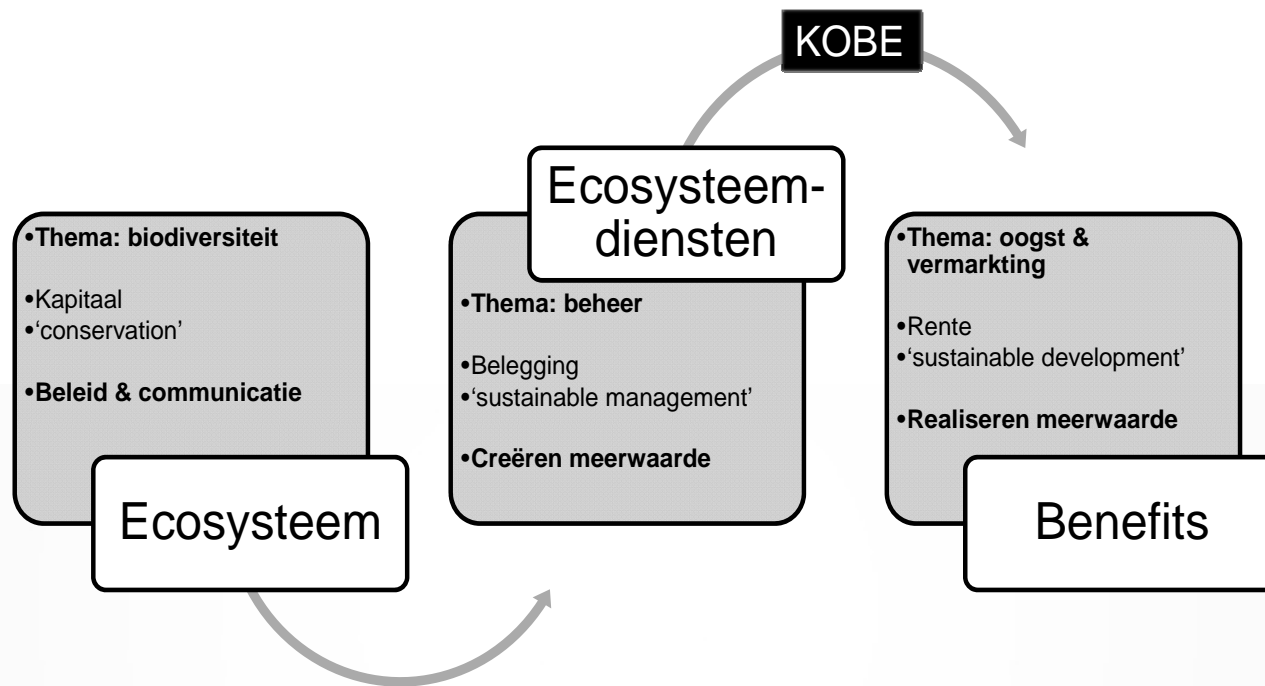 KOBE
•Thema: biodiversiteit
•Kapitaal
•‘conservation’
•Beleid & communicatie
Ecosysteem
Ecosysteem-
diensten
•Thema: beheer
•Belegging
•‘sustainable management’
•Creëren meerwaarde
•Thema: oogst &
vermarkting
•Rente
•‘sustainable development’
•Realiseren meerwaarde
Benefits